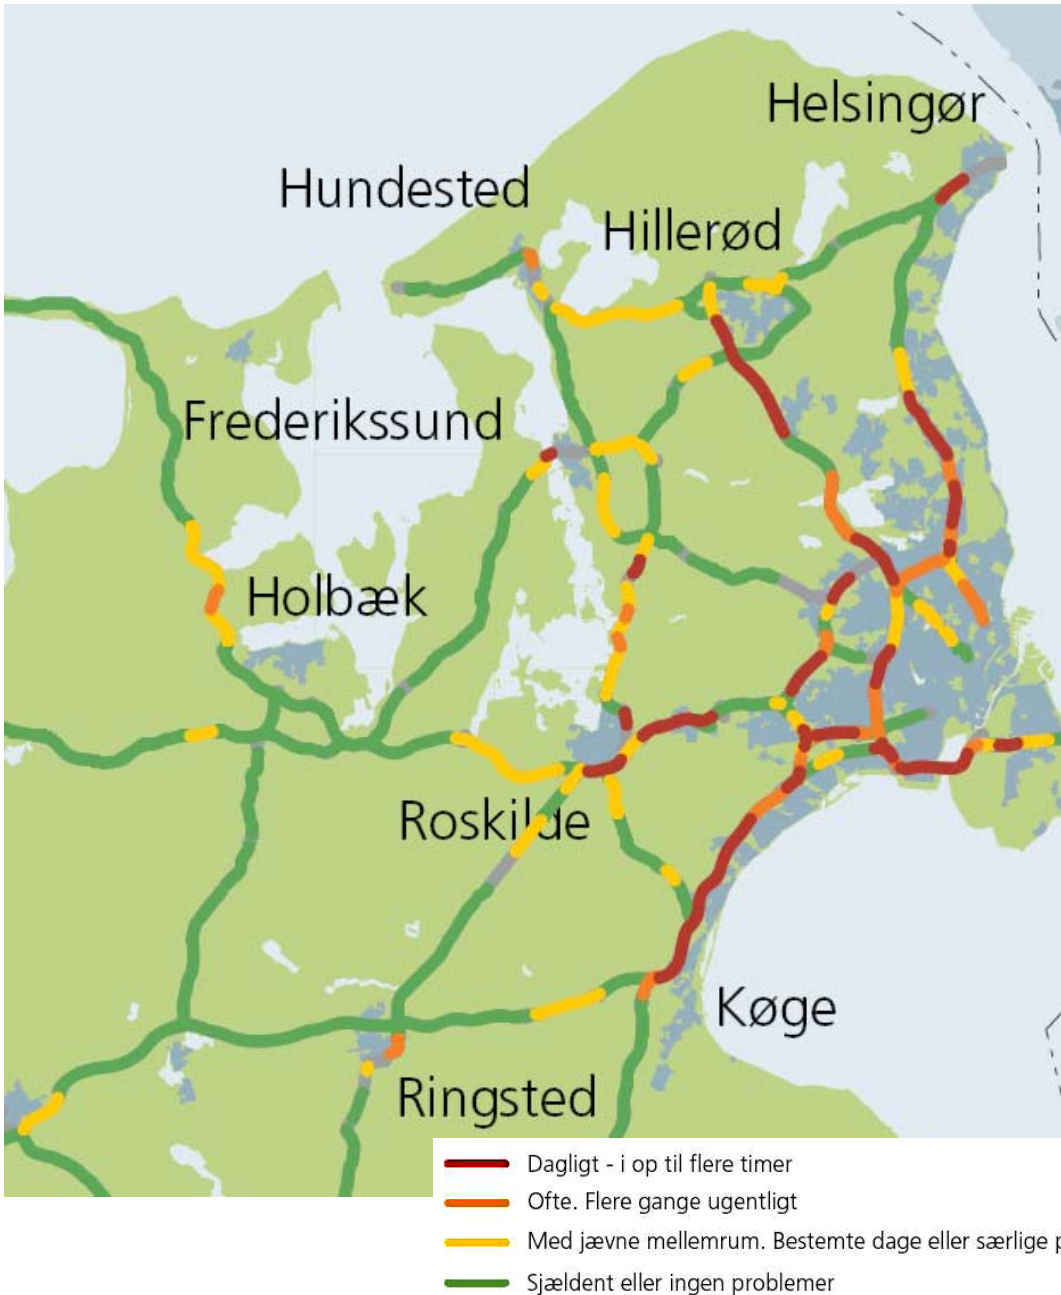 Helsingør
Hundested
Hillerød
Frederikssund
Holbæk
Roskilde
Køge
Ringsted
Dagligt - i op til flere timer
Ofte. Flere gange ugentligt
Med jævne mellemrum. Bestemte dage eller særlige
Sjældent eller ingen problemer